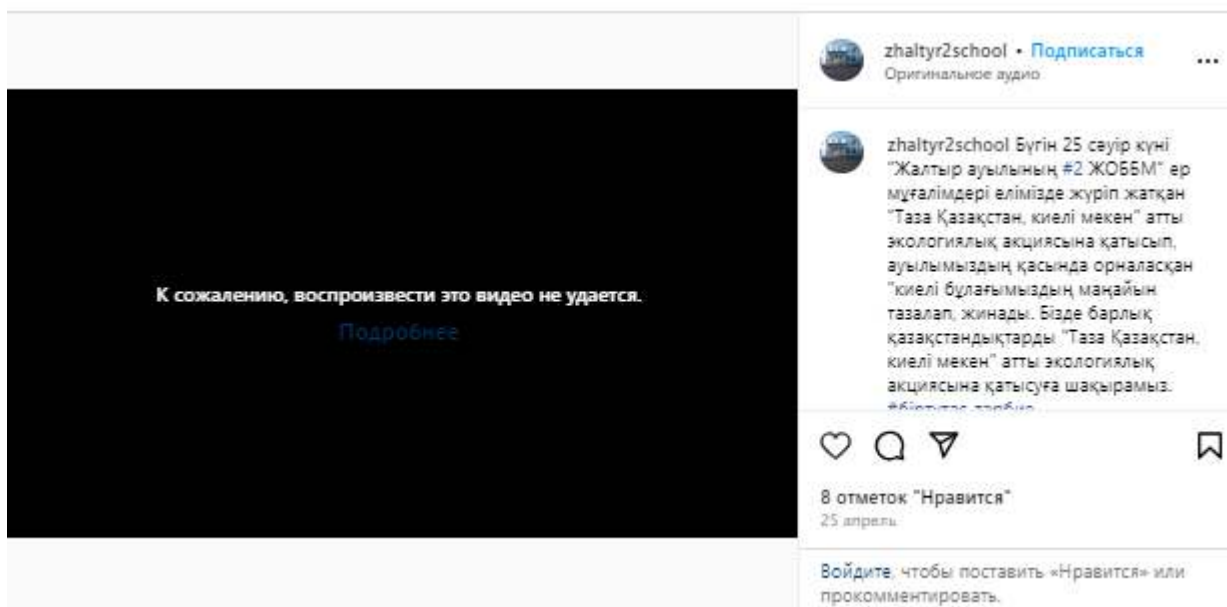 К сожалению, воспроизвести это видео не удается.
Подробнее
zhaltyr2school • Подписаться
Оригинальное аудио
zhaltyr2school Бүгін 25 сәуір күні
"Жалтыр ауылының #2 ЖОББМ" ер
мұғалімдері елімізде жүріп жатқан
"Таза Қазақстан, киелі мекен" атты
экологиялық акциясына қатысып,
ауылымыздың қасында орналасқан
"киелі бұлағымыздың маңайын
тазалап, жинады. Бізде барлық
қазақстандықтарды "Таза Қазақстан,
киелі мекен" атты экологиялық
акциясына қатысуға шақырамыз.
8 отметок "Нравится"
25 апрель
Войдите, чтобы поставить «Нравится» или
прокомментировать.